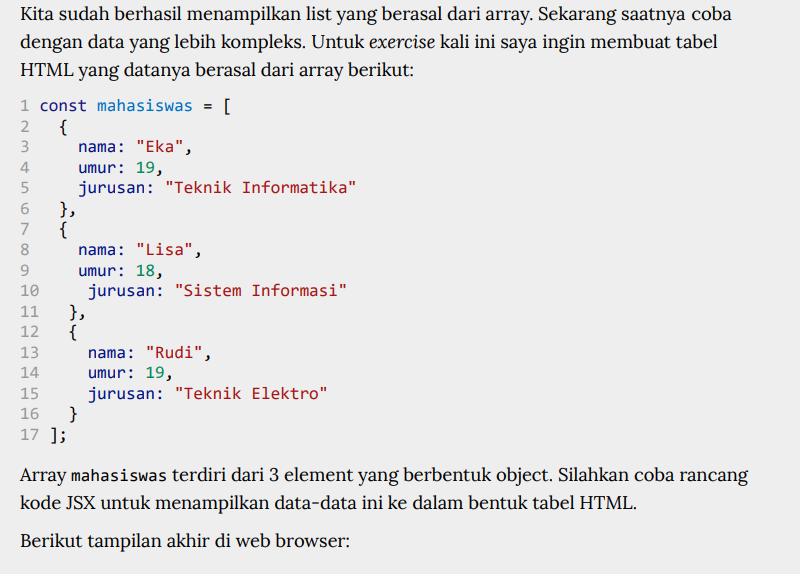 Kita sudah berhasil menampilkan list yang berasal dari array. Sekarang saatnya coba
dengan data yang lebih kompleks. Untuk exercise kali ini saya ingin membuat tabel
HTML yang datanya berasal dari array berikut:
1 const mahasiswas = [
2   {
3     nama: "Eka",
4     umur: 19,
5     jurusan: "Teknik Informatika"
6   },
7   {
8     nama: "Lisa",
9     umur: 18,
10     jurusan: "Sistem Informasi"
11   },
12   {
13     nama: "Rudi",
14     umur: 19,
15     jurusan: "Teknik Elektro"
16   }
17 ];
Array mahasiswas terdiri dari 3 element yang berbentuk object. Silahkan coba rancang
kode JSX untuk menampilkan data-data ini ke dalam bentuk tabel HTML.
Berikut tampilan akhir di web browser: